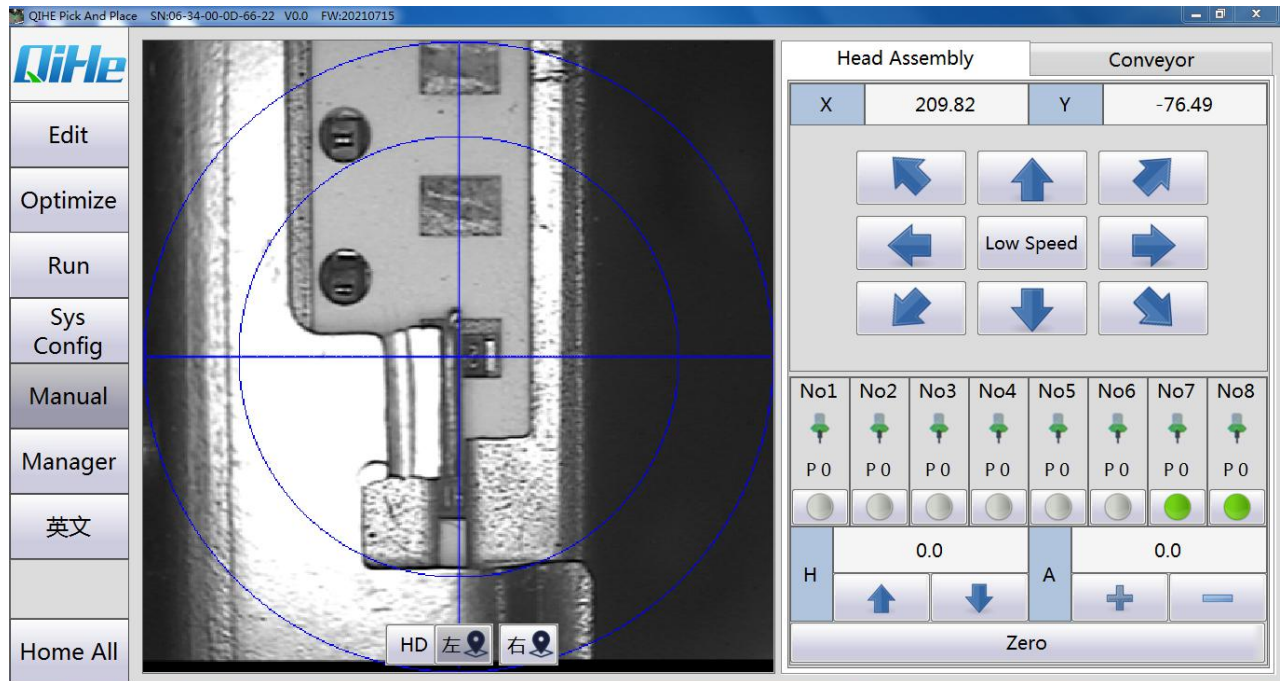 QIHE Pick And Place SN:06-34-00-0D-66-22 V0.0 FW:20210715
QiHe
Edit
Optimize
Run
Sys
Config
Manual
Manager
英文
Home All
HD 左 右
Head Assembly Conveyor
X 209.82 Y -76.49
Low Speed
No1 No2 No3 No4 No5 No6 No7 No8
P 0 P 0 P 0 P 0 P 0 P 0 P 0 P 0
H 0.0 A 0.0
Zero